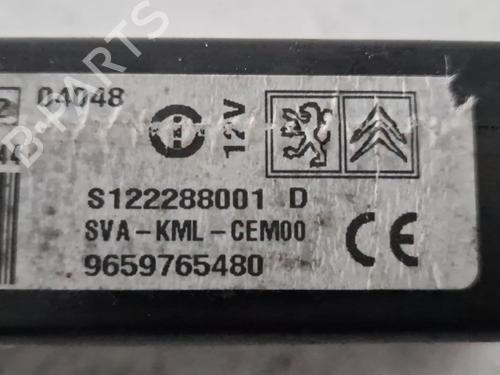 04048
12V
S122288001 D
SVA-KML-CEM00
CE
9659765480
B-PARTS